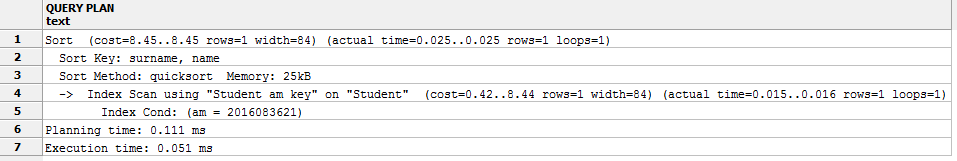 QUERY PLAN
text
1 Sort (cost=8.45..8.45 rows=1 width=84) (actual time=0.025..0.025 rows=1 loops=1)
2 Sort Key: surname, name
3 Sort Method: quicksort Memory: 25kB
4 -> Index Scan using "Student am key" on "Student" (cost=0.42..8.44 rows=1 width=84) (actual time=0.015..0.016 rows=1 loops=1)
5 Index Cond: (am = 2016083621)
6 Planning time: 0.111 ms
7 Execution time: 0.051 ms